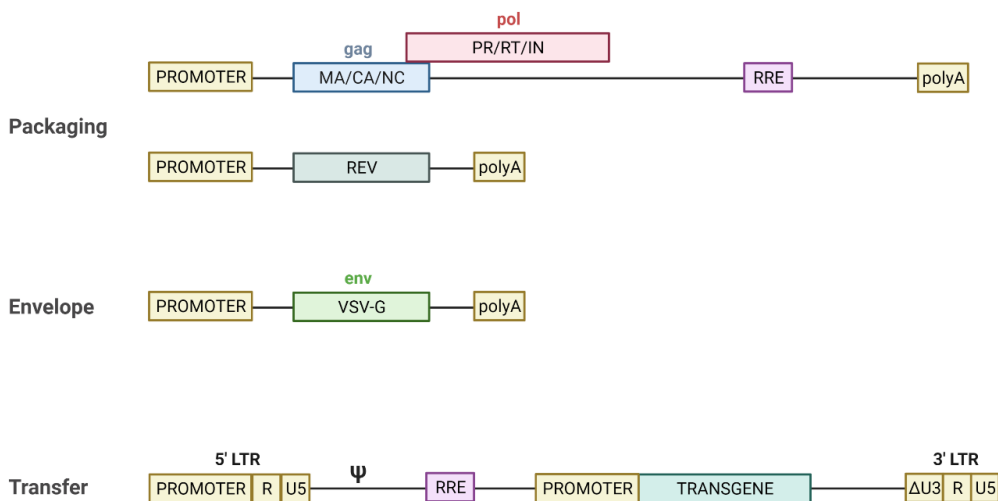 pol
gag
PR/RT/IN
PROMOTER MA/CA/NC RRE polyA
Packaging
PROMOTER REV polyA
env
Envelope PROMOTER VSV-G polyA
5' LTR Ψ 3' LTR
Transfer PROMOTER R U5 RRE PROMOTER TRANSGENE ΔU3 R U5